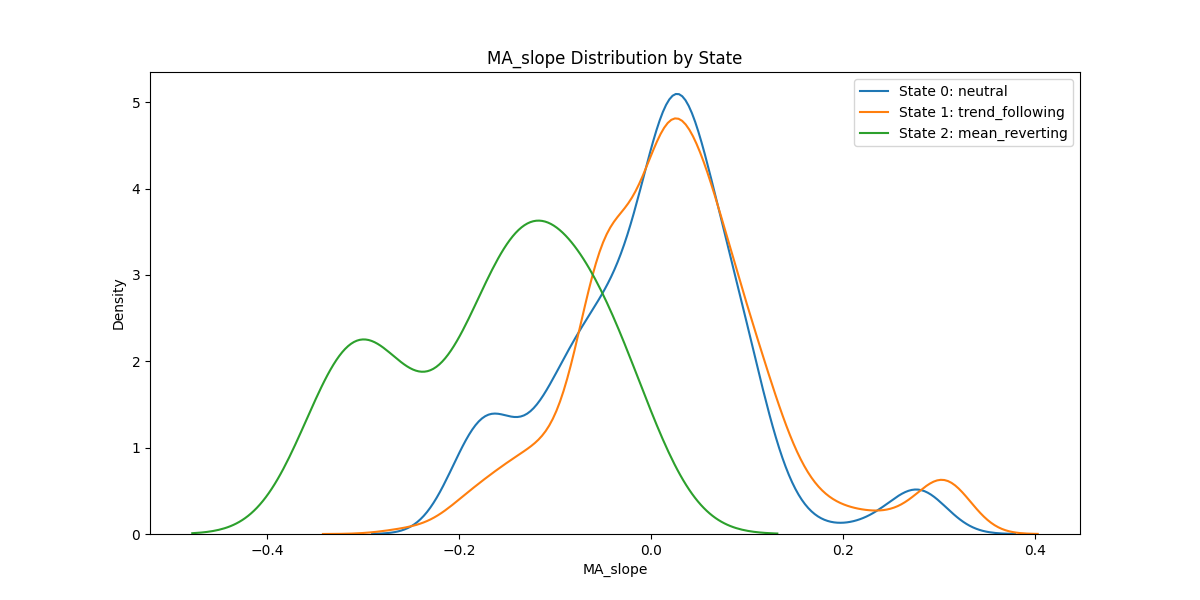 MA_slope Distribution by State
State 0: neutral
State 1: trend_following
State 2: mean_reverting
Density
5
4
3
2
1
0
−0.4
−0.2
0.0
0.2
0.4
MA_slope